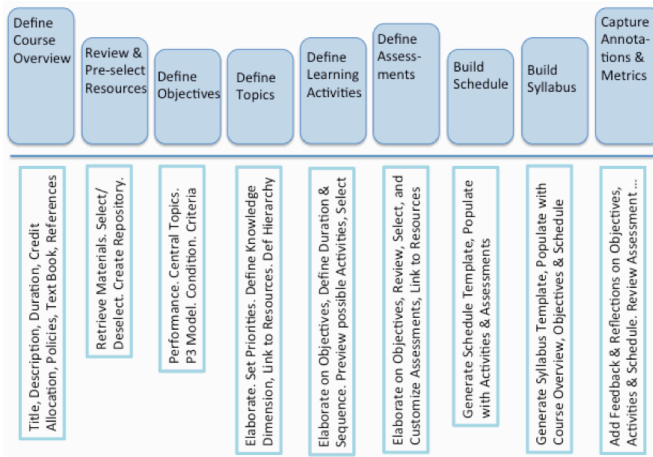 Define
Course
Overview
Review &
Pre-select
Resources
Define
Objectives
Define
Topics
Define
Learning
Activities
Define
Assess-
ments
Build
Schedule
Build
Syllabus
Capture
Annota-
tions &
Metrics
Title, Description, Duration, Credit
Allocation, Policies, Text Book, References
Retrieve Materials. Select/
Deselect. Create Repository.
Performance. Central Topics.
P3 Model. Condition. Criteria
Elaborate. Set Priorities. Define Knowledge
Dimension, Link to Resources. Def Hierarchy
Elaborate on Objectives, Define Duration &
Sequence. Preview possible Activities, Select
Elaborate on Objectives, Review, Select, and
Customize Assessments, Link to Resources
Generate Schedule Template, Populate
with Activities & Assessments
Generate Syllabus Template, Populate with
Course Overview, Objectives & Schedule
Add Feedback & Reflections on Objectives,
Activities & Schedule. Review Assessment ...